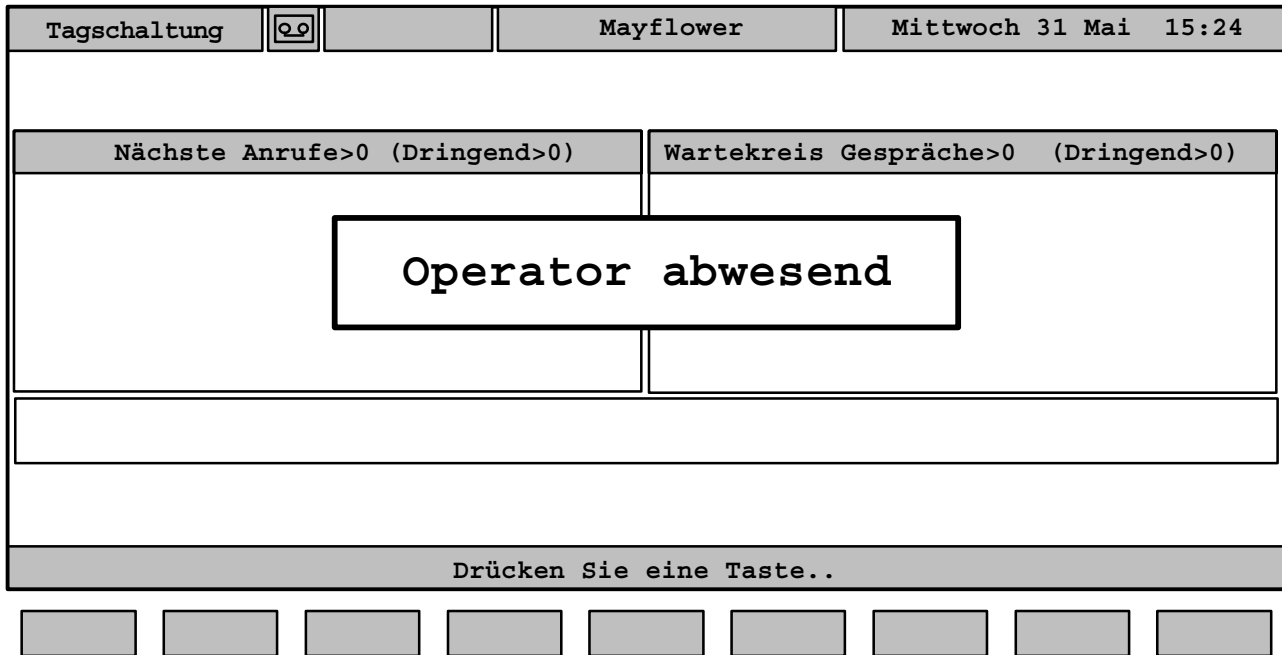 Tagschaltung Mayflower Mittwoch 31 Mai 15:24
Nächste Anrufe>0 (Dringend>0) Wartekreis Gespräche>0 (Dringend>0)
Operator abwesend
Drücken Sie eine Taste..